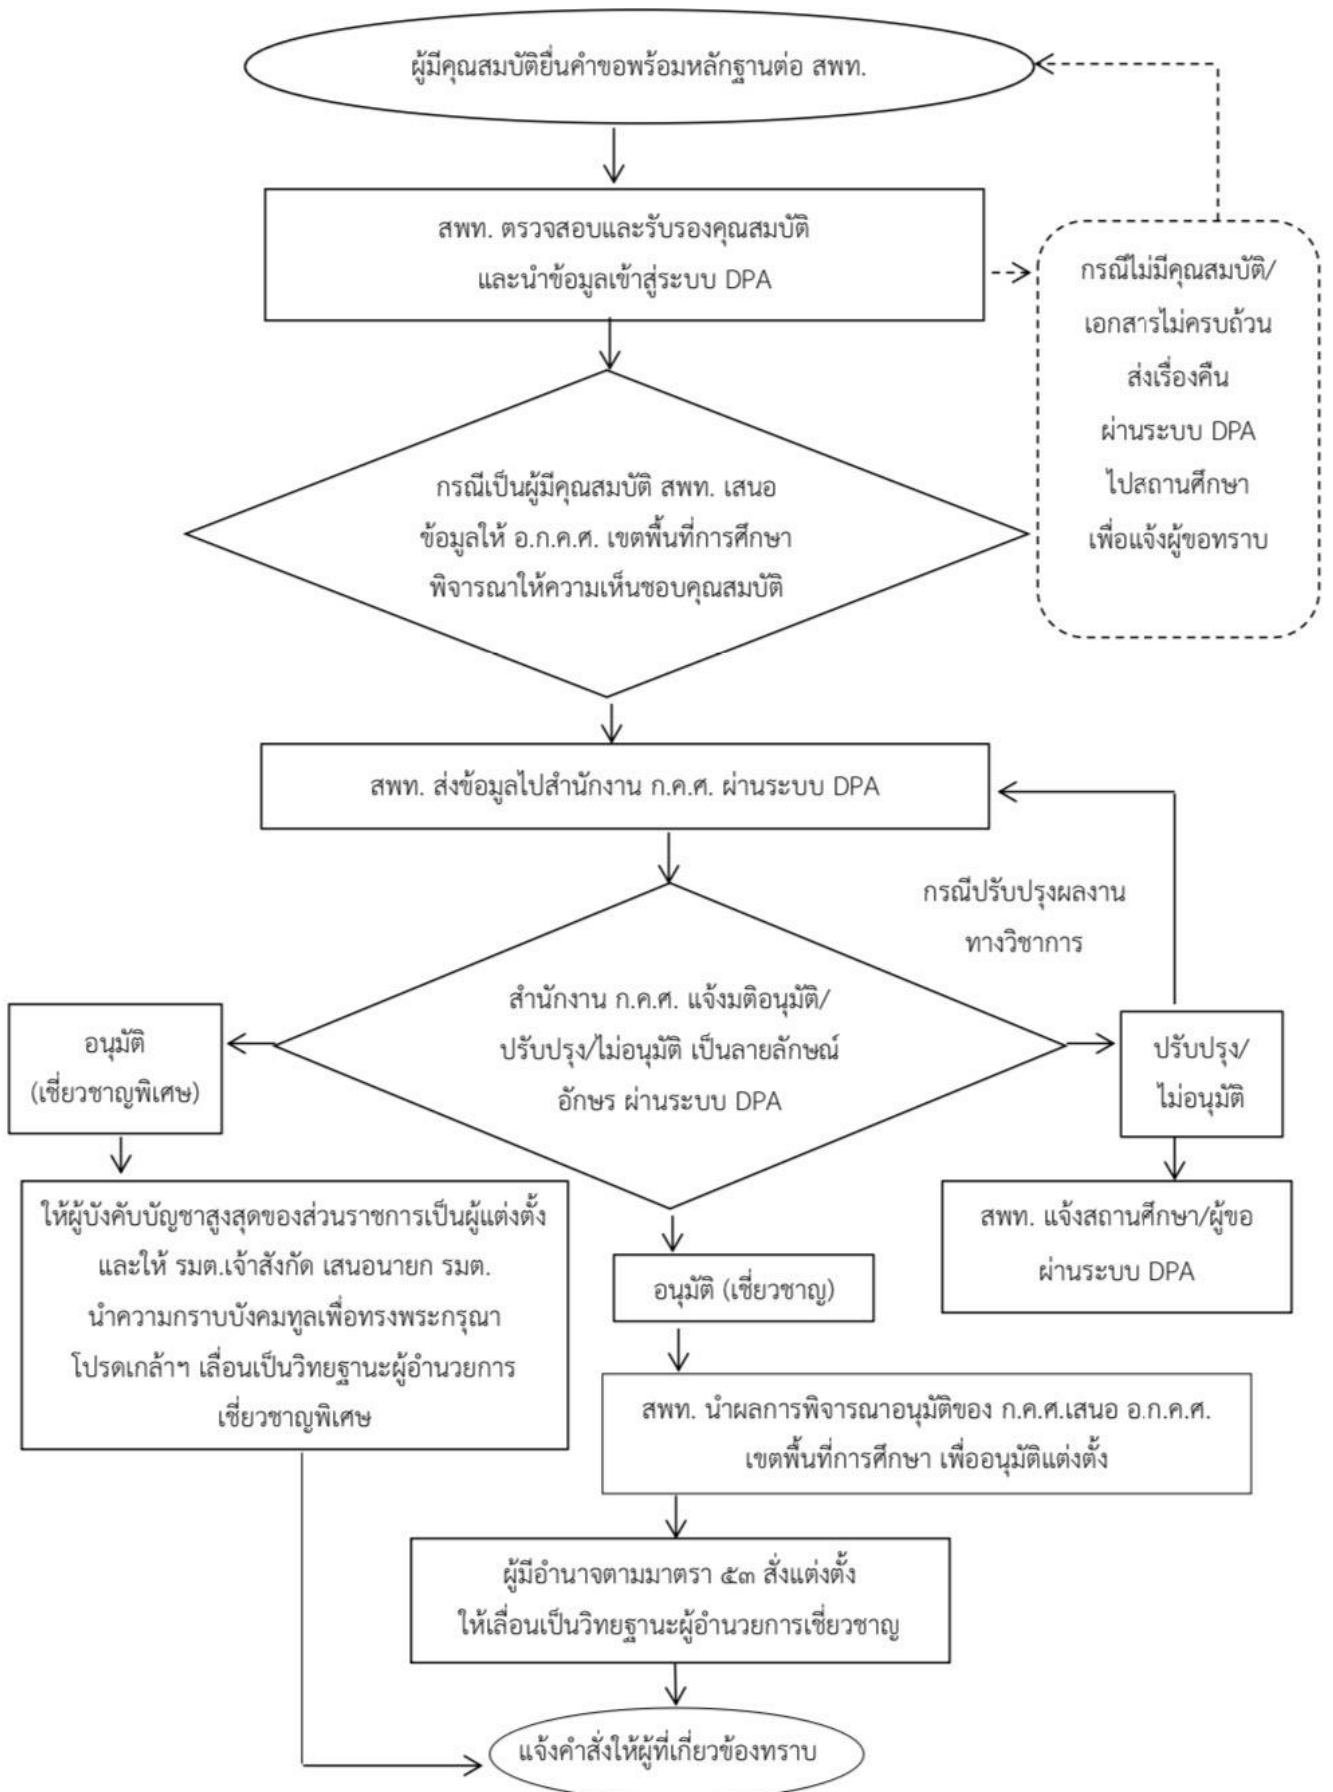 ผู้มีคุณสมบัติยื่นคำขอพร้อมหลักฐานต่อ สพท.
สพท. ตรวจสอบและรับรองคุณสมบัติ
และนำข้อมูลเข้าสู่ระบบ DPA
กรณีไม่มีคุณสมบัติ/
เอกสารไม่ครบถ้วน
ส่งเรื่องคืน
ผ่านระบบ DPA
ไปสถานศึกษา
เพื่อแจ้งผู้ขอทราบ
กรณีเป็นผู้มีคุณสมบัติ สพท. เสนอ
ข้อมูลให้ อ.ก.ค.ศ. เขตพื้นที่การศึกษา
พิจารณาให้ความเห็นชอบคุณสมบัติ
สพท. ส่งข้อมูลไปสำนักงาน ก.ค.ศ. ผ่านระบบ DPA
กรณีปรับปรุงผลงาน
ทางวิชาการ
สำนักงาน ก.ค.ศ. แจ้งมติอนุมัติ/
ปรับปรุง/ไม่อนุมัติ เป็นลายลักษณ์
อักษร ผ่านระบบ DPA
อนุมัติ
(เชี่ยวชาญพิเศษ)
ปรับปรุง/
ไม่อนุมัติ
ให้ผู้บังคับบัญชาสูงสุดของส่วนราชการเป็นผู้แต่งตั้ง
และให้ รมต.เจ้าสังกัด เสนอนายก รมต.
นำความกราบบังคมทูลเพื่อทรงพระกรุณา
โปรดเกล้าฯ เลื่อนเป็นวิทยฐานะผู้อำนวยการ
เชี่ยวชาญพิเศษ
สพท. แจ้งสถานศึกษา/ผู้ขอ
ผ่านระบบ DPA
อนุมัติ (เชี่ยวชาญ)
สพท. นำผลการพิจารณาอนุมัติของ ก.ค.ศ.เสนอ อ.ก.ค.ศ.
เขตพื้นที่การศึกษา เพื่ออนุมัติแต่งตั้ง
ผู้มีอำนาจตามมาตรา ๕๓ สั่งแต่งตั้ง
ให้เลื่อนเป็นวิทยฐานะผู้อำนวยการเชี่ยวชาญ
แจ้งคำสั่งให้ผู้ที่เกี่ยวข้องทราบ